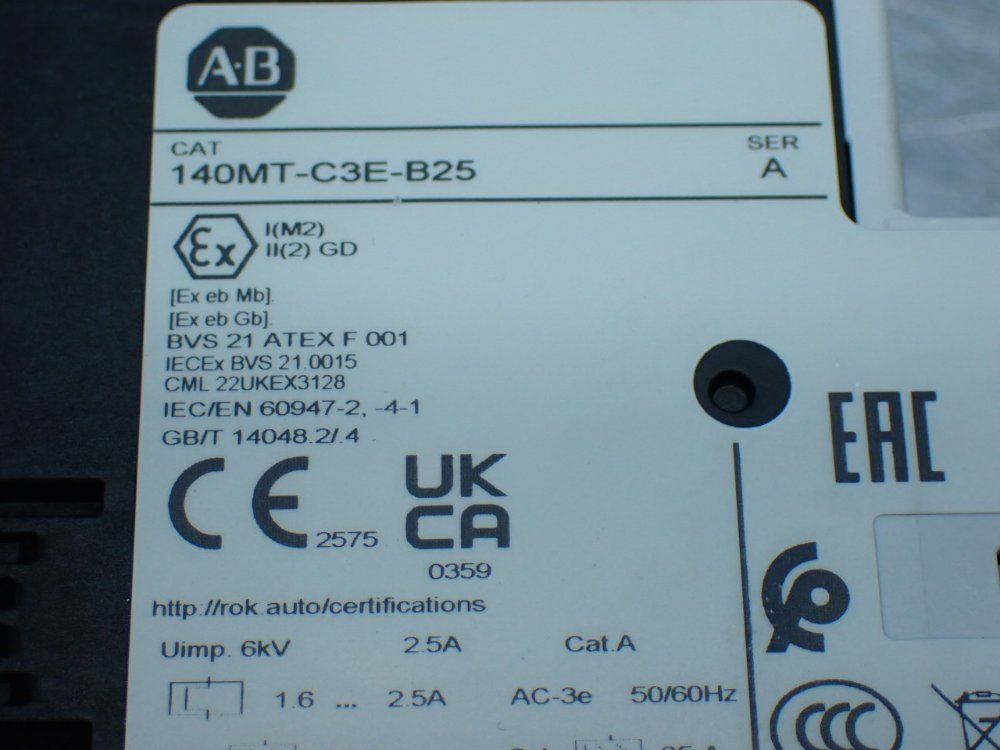 A·B
CAT SER
140MT-C3E-B25 A
Ex I(M2)
II(2) GD
[Ex eb Mb].
[Ex eb Gb].
BVS 21 ATEX F 001
IECEx BVS 21.0015
CML 22UKEX3128
IEC/EN 60947-2, -4-1
GB/T 14048.2/.4
EAC
CE 2575
UK
CA
0359
http://rok.auto/certifications
Uimp. 6kV 2.5A Cat.A
1.6 ... 2.5A AC-3e 50/60Hz
CCC